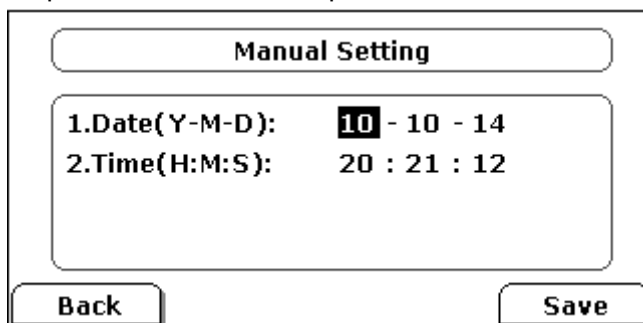 Manual Setting
1.Date(Y-M-D): 10 - 10 - 14
2.Time(H:M:S): 20 : 21 : 12
Back Save